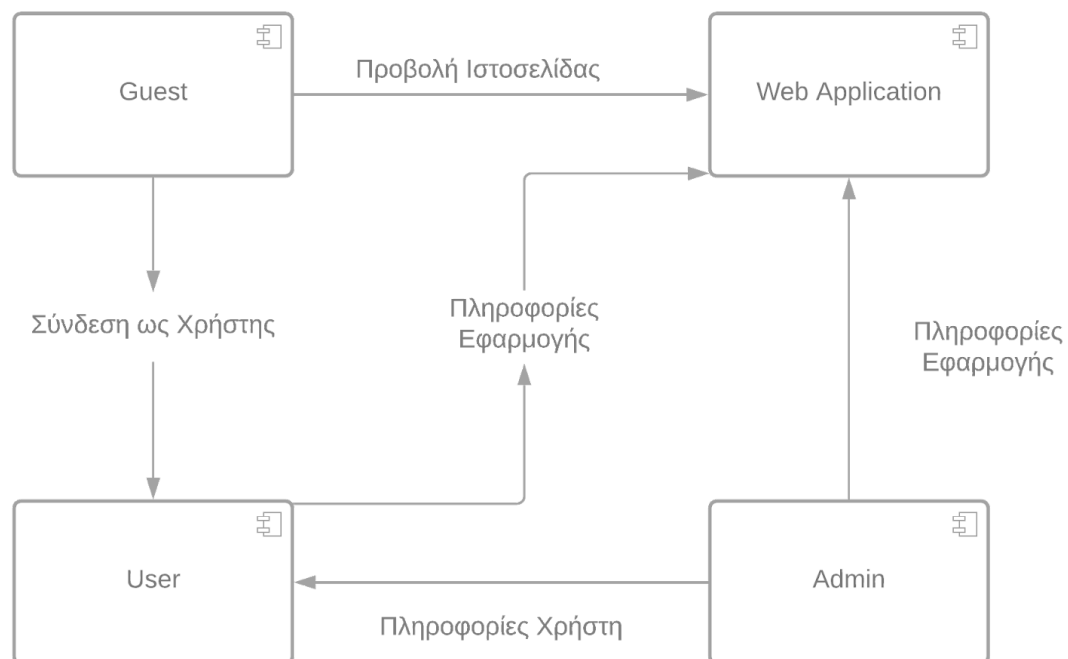 Guest
Προβολή Ιστοσελίδας
Web Application
Σύνδεση ως Χρήστης
Πληροφορίες
Εφαρμογής
Πληροφορίες
Εφαρμογής
User
Πληροφορίες Χρήστη
Admin